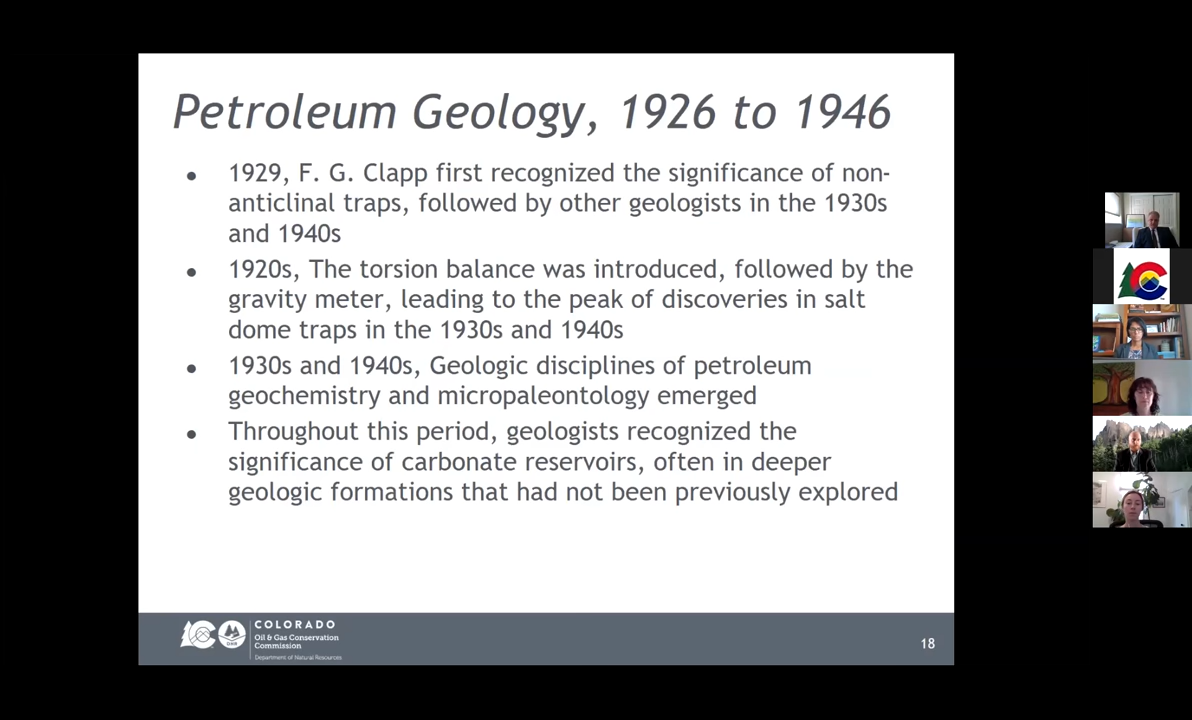 Petroleum Geology, 1926 to 1946
● 1929, F. G. Clapp first recognized the significance of non-
anticlinal traps, followed by other geologists in the 1930s
and 1940s
● 1920s, The torsion balance was introduced, followed by the
gravity meter, leading to the peak of discoveries in salt
dome traps in the 1930s and 1940s
● 1930s and 1940s, Geologic disciplines of petroleum
geochemistry and micropaleontology emerged
● Throughout this period, geologists recognized the
significance of carbonate reservoirs, often in deeper
geologic formations that had not been previously explored
COLORADO
Oil & Gas Conservation
Commission
Department of Natural Resources
18